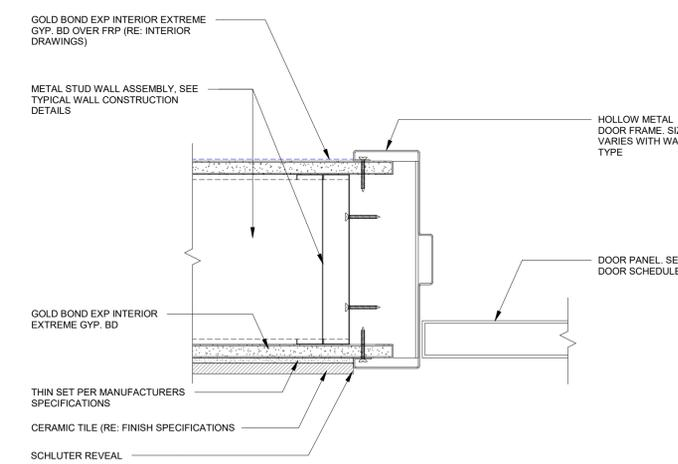 GOLD BOND EXP INTERIOR EXTREME
GYP. BD OVER FRP (RE: INTERIOR
DRAWINGS)
METAL STUD WALL ASSEMBLY, SEE
TYPICAL WALL CONSTRUCTION
DETAILS
HOLLOW METAL
DOOR FRAME. SIZ
VARIES WITH WA
TYPE
DOOR PANEL. SE
DOOR SCHEDULE
GOLD BOND EXP INTERIOR
EXTREME GYP. BD
THIN SET PER MANUFACTURERS
SPECIFICATIONS
CERAMIC TILE (RE: FINISH SPECIFICATIONS
SCHLUTER REVEAL